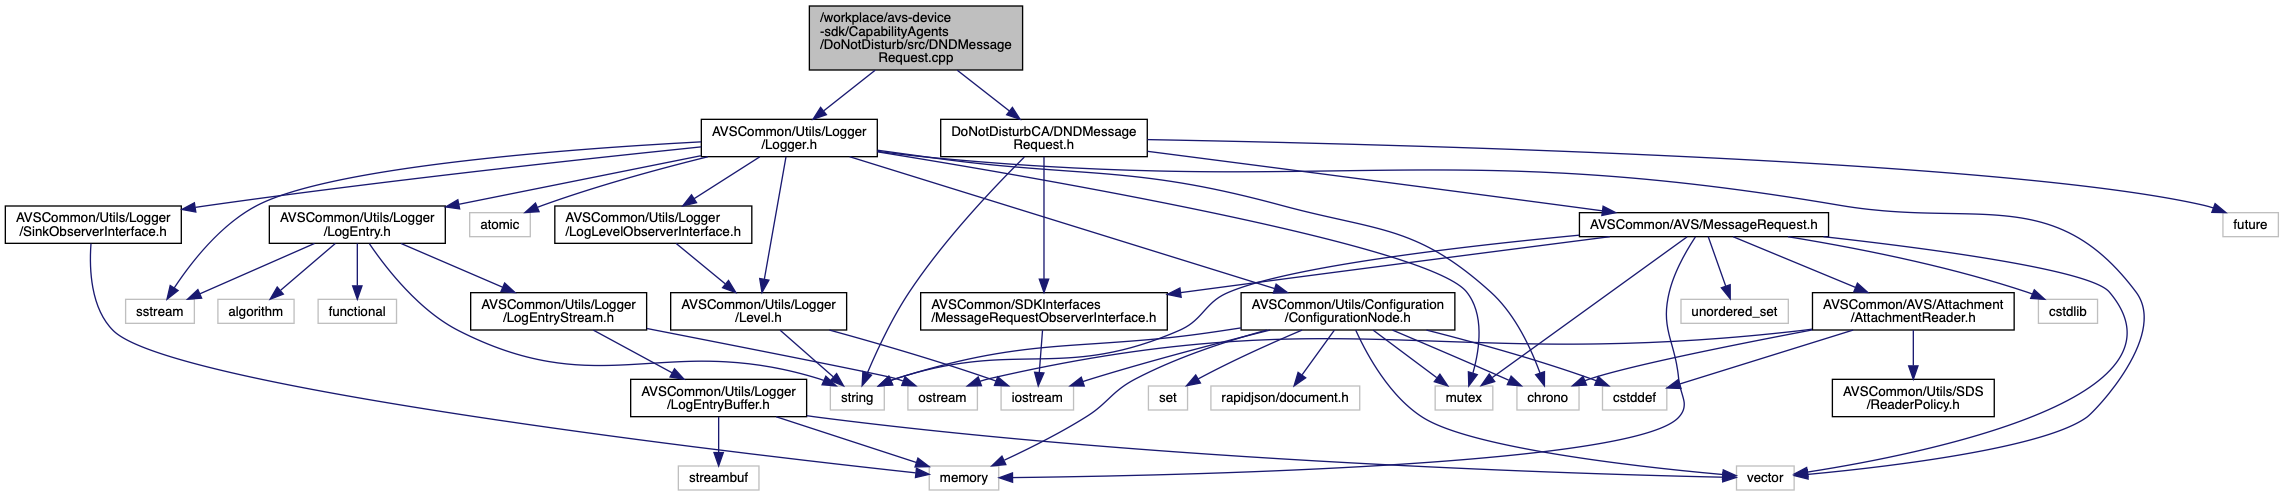 /workplace/avs-device
-sdk/CapabilityAgents
/DoNotDisturb/src/DNDMessage
Request.cpp
AVSCommon/Utils/Logger
/Logger.h
DoNotDisturbCA/DNDMessage
Request.h
AVSCommon/Utils/Logger
/SinkObserverInterface.h
AVSCommon/Utils/Logger
/LogEntry.h
atomic
AVSCommon/Utils/Logger
/LogLevelObserverInterface.h
AVSCommon/AVS/MessageRequest.h
future
sstream
algorithm
functional
AVSCommon/Utils/Logger
/LogEntryStream.h
AVSCommon/Utils/Logger
/Level.h
AVSCommon/SDKInterfaces
/MessageRequestObserverInterface.h
AVSCommon/Utils/Configuration
/ConfigurationNode.h
unordered_set
AVSCommon/AVS/Attachment
/AttachmentReader.h
cstdlib
AVSCommon/Utils/Logger
/LogEntryBuffer.h
string
ostream
iostream
set
rapidjson/document.h
mutex
chrono
cstddef
AVSCommon/Utils/SDS
/ReaderPolicy.h
streambuf
memory
vector